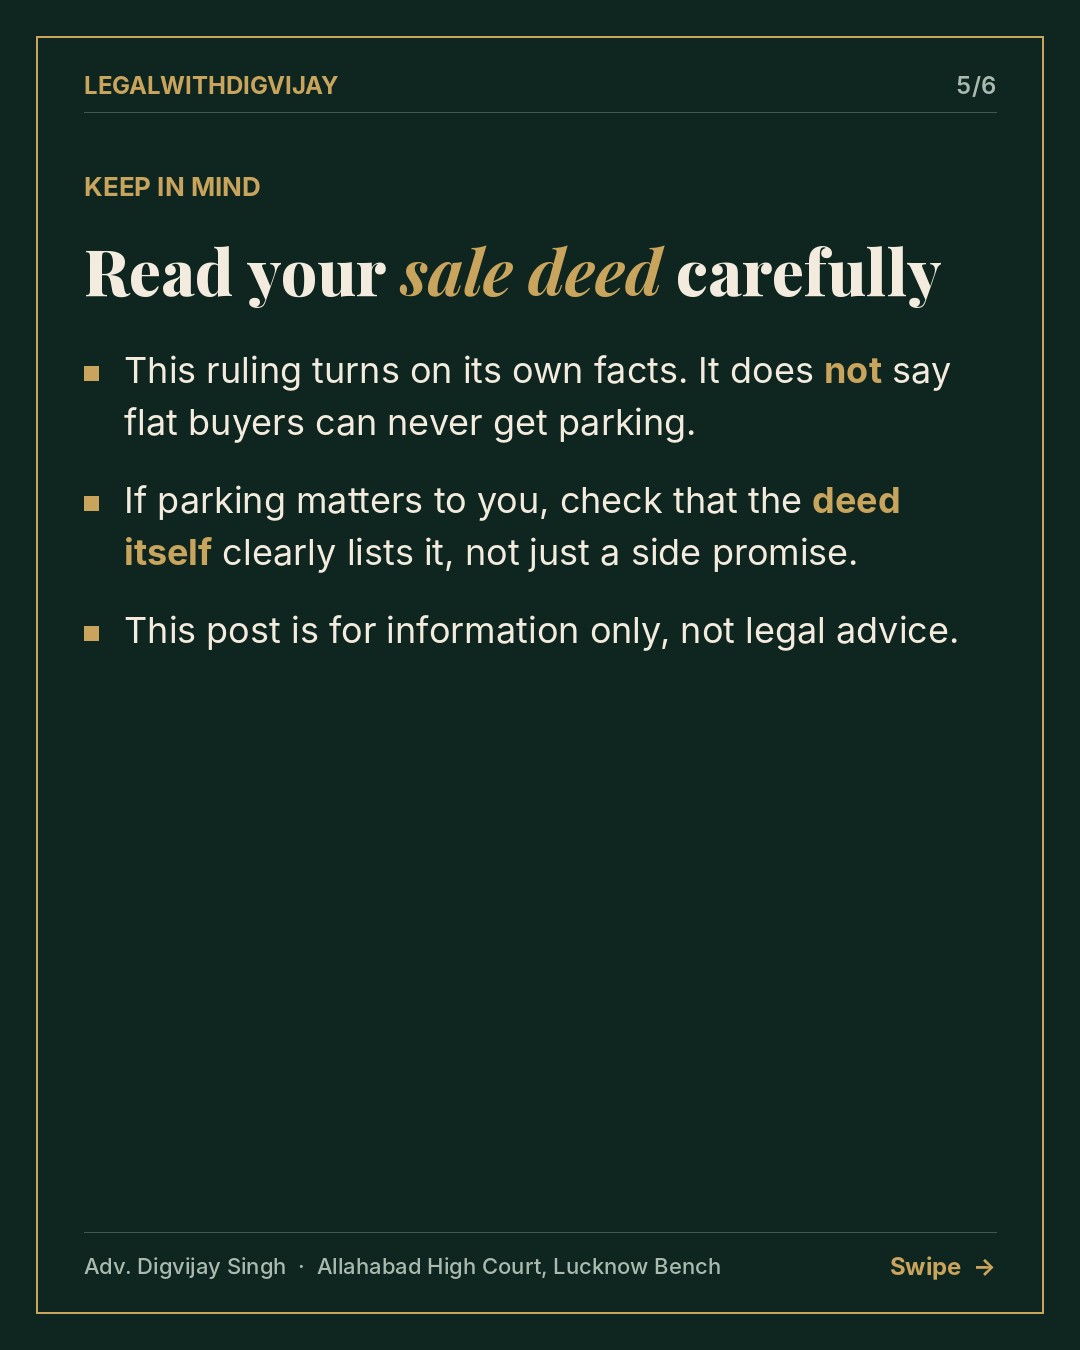 LEGALWITHDIGVIJAY
5/6
KEEP IN MIND
Read your sale deed carefully
This ruling turns on its own facts. It does not say
flat buyers can never get parking.
If parking matters to you, check that the deed
itself clearly lists it, not just a side promise.
This post is for information only, not legal advice.
Adv. Digvijay Singh · Allahabad High Court, Lucknow Bench
Swipe →